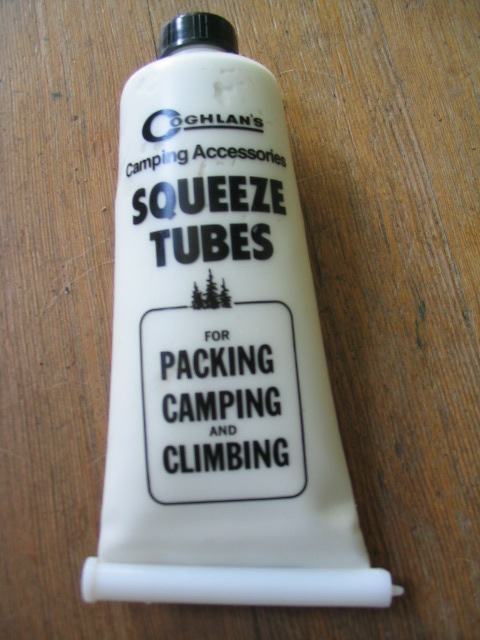 COGHLAN'S
Camping Accessories
SQUEEZE
TUBES
FOR
PACKING
CAMPING
AND
CLIMBING